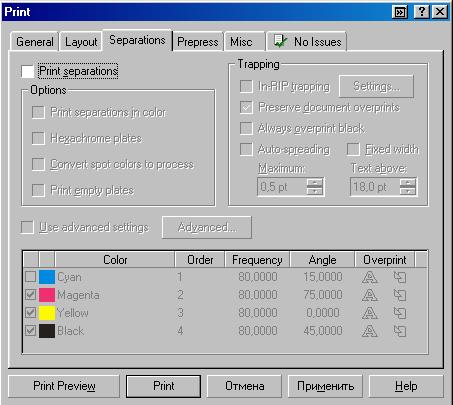 Print
General Layout Separations Prepress Misc No Issues
Print separations
Options
Print separations in color
Hexachrome plates
Convert spot colors to process
Print empty plates
Trapping
In-RIP trapping Settings...
Preserve document overprints
Always overprint black
Auto-spreading Fixed width
Maximum: Text above:
0,5 pt 18,0 pt
Use advanced settings Advanced...
Color Order Frequency Angle Overprint
Cyan 1 80,0000 15,0000
Magenta 2 80,0000 75,0000
Yellow 3 80,0000 0,0000
Black 4 80,0000 45,0000
Print Preview Print Отмена Применить Help